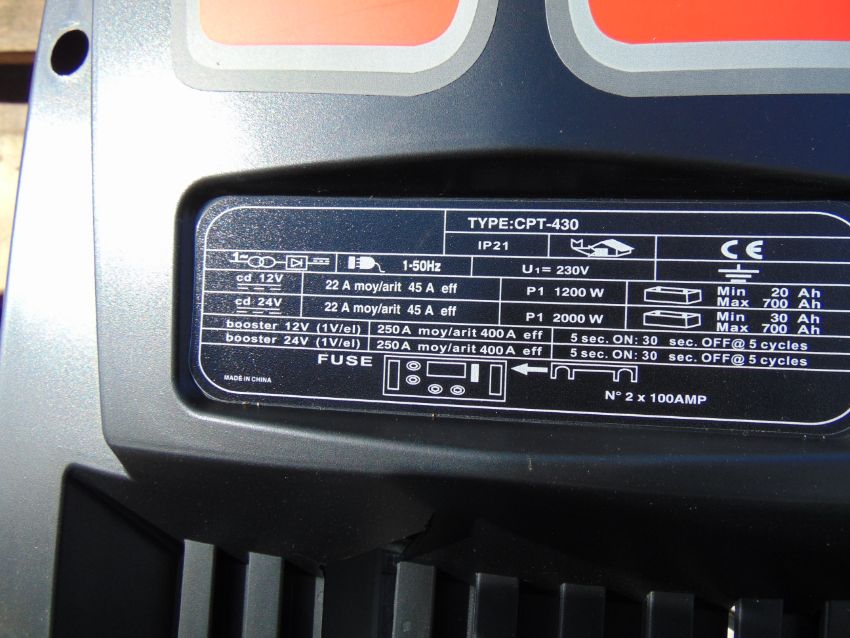 TYPE:CPT-430
IP21
CE
1~ 1-50Hz U1= 230V
cd 12V 22 A moy/arit 45 A eff P1 1200 W Min 20 Ah
Max 700 Ah
cd 24V 22 A moy/arit 45 A eff P1 2000 W Min 30 Ah
Max 700 Ah
booster 12V (1V/el) 250A moy/arit 400A eff 5 sec. ON: 30 sec. OFF@ 5 cycles
booster 24V (1V/el) 250A moy/arit 400A eff 5 sec. ON: 30 sec. OFF@ 5 cycles
FUSE
MADE IN CHINA
N° 2 x 100AMP